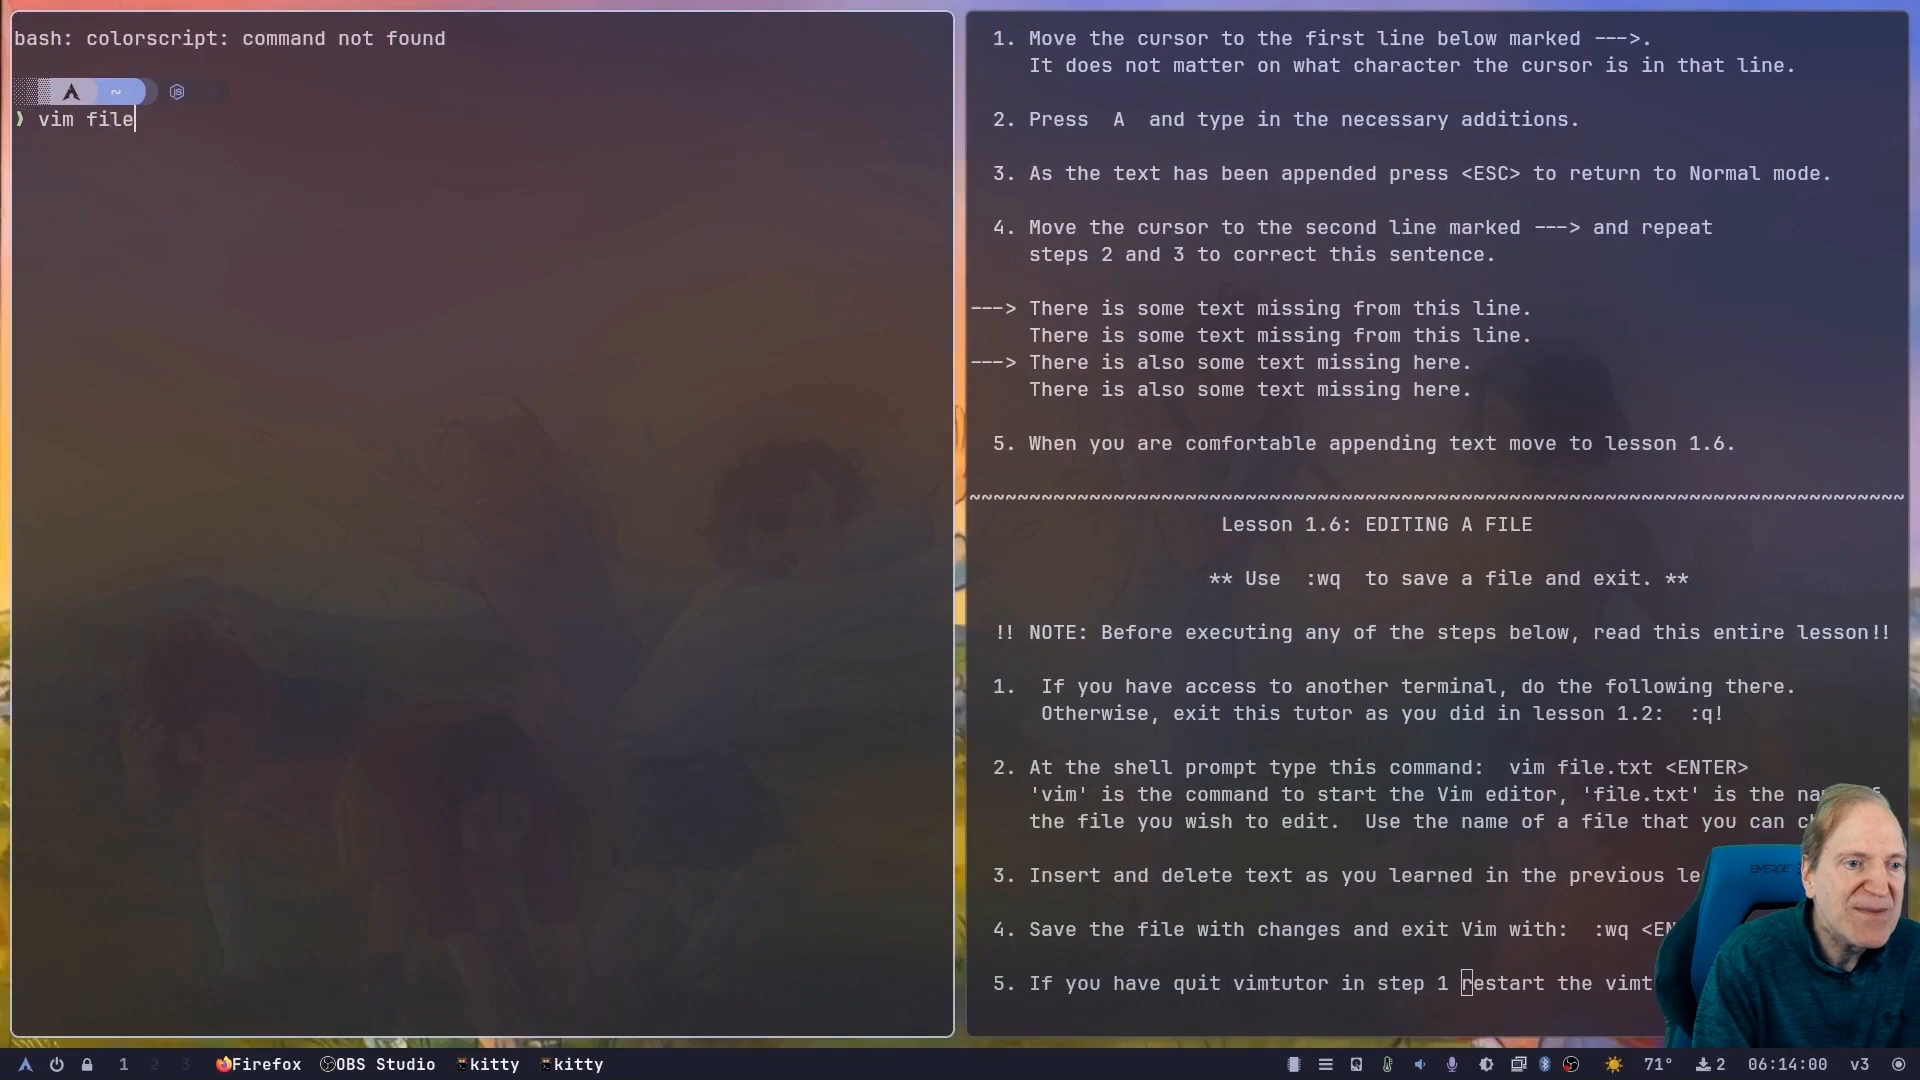 bash: colorscript: command not found
~
❯ vim file
1. Move the cursor to the first line below marked --->.
It does not matter on what character the cursor is in that line.
2. Press  A  and type in the necessary additions.
3. As the text has been appended press <ESC> to return to Normal mode.
4. Move the cursor to the second line marked ---> and repeat
steps 2 and 3 to correct this sentence.
---> There is some text missing from this line.
There is some text missing from this line.
---> There is also some text missing here.
There is also some text missing here.
5. When you are comfortable appending text move to lesson 1.6.
~~~~~~~~~~~~~~~~~~~~~~~~~~~~~~~~~~~~~~~~~~~~~~~~~~~~~~~~~~~~~~~~~~~~~~~~~~~~~~
Lesson 1.6: EDITING A FILE
** Use  :wq  to save a file and exit. **
!! NOTE: Before executing any of the steps below, read this entire lesson!!
1.  If you have access to another terminal, do the following there.
Otherwise, exit this tutor as you did in lesson 1.2:  :q!
2. At the shell prompt type this command:  vim file.txt <ENTER>
'vim' is the command to start the Vim editor, 'file.txt' is the
the file you wish to edit.  Use the name of a file that you can
3. Insert and delete text as you learned in the previous
4. Save the file with changes and exit Vim with:  :wq
5. If you have quit vimtutor in step 1 restart the
1 2 3 Firefox OBS Studio kitty kitty 71° 2 06:14:00 v3